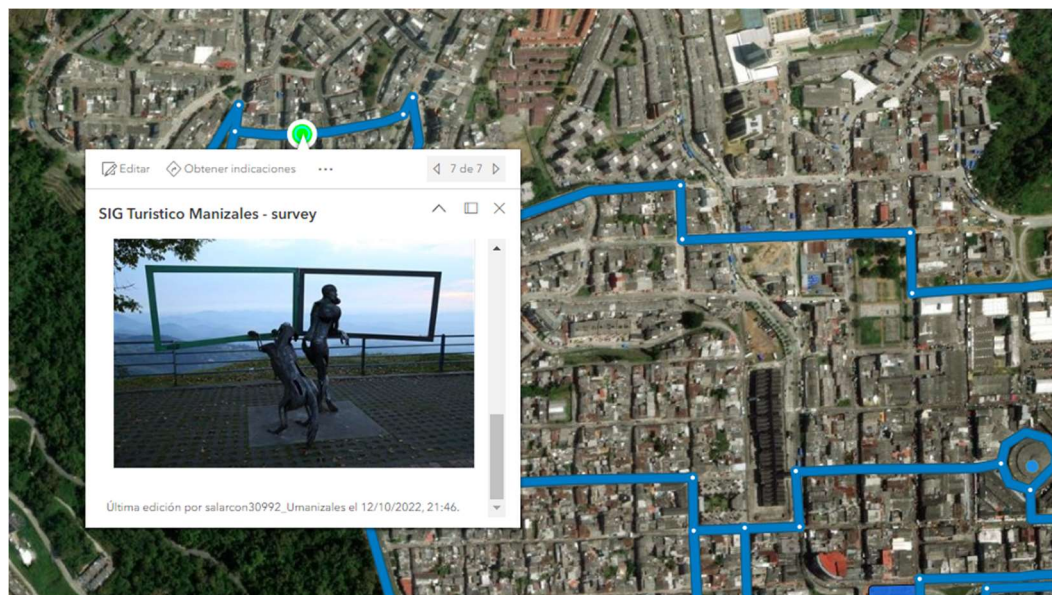 Editar
Obtener indicaciones
7 de 7
SIG Turistico Manizales - survey
Última edición por salarcon30992_Umanizales el 12/10/2022, 21:46.